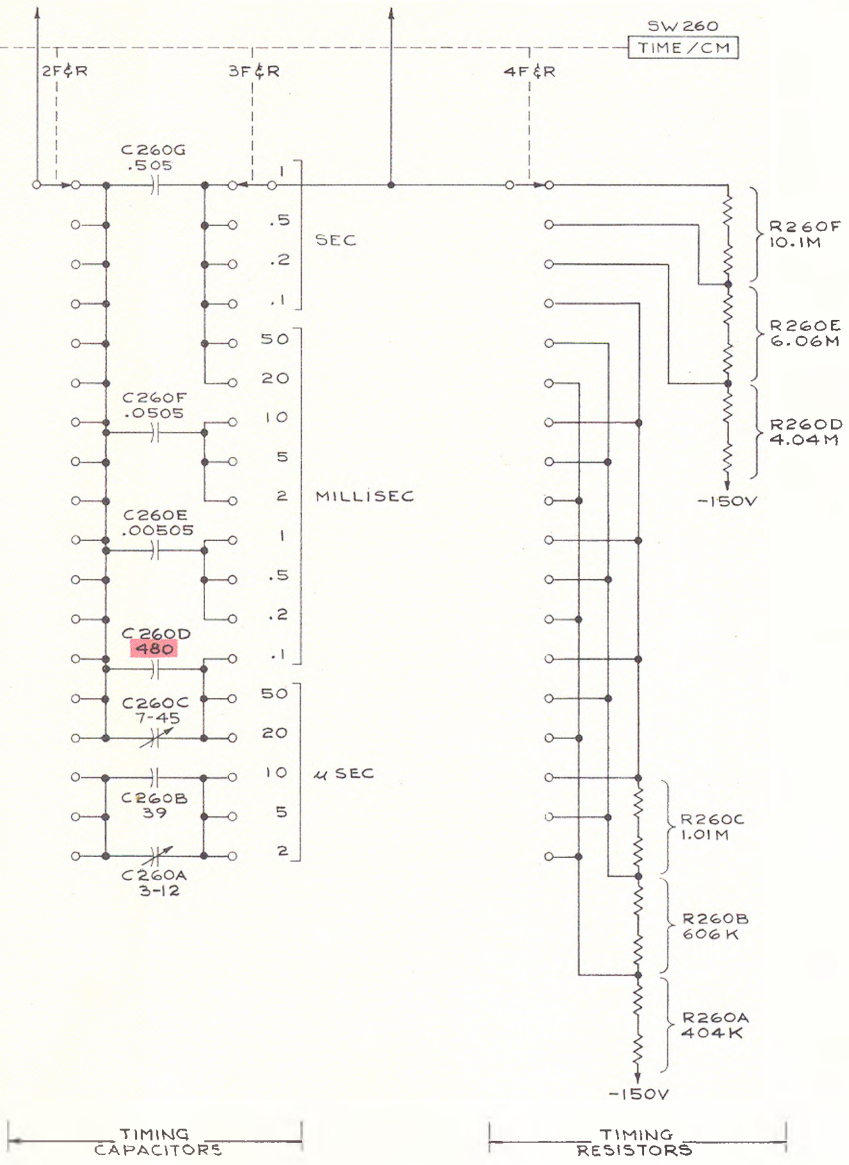 SW 260
TIME/CM
2F&R
3F&R
4F&R
C260G
.505
1
.5
SEC
.2
.1
R260F
10.1M
50
20
R260E
6.06M
C260F
.0505
10
5
2
MILLISEC
R260D
4.04M
-150V
C260E
.00505
1
.5
.2
C260D
480
.1
50
C260C
7-45
20
10
µ SEC
C260B
39
5
2
C260A
3-12
R260C
1.01M
R260B
606K
R260A
404K
-150V
TIMING
CAPACITORS
TIMING
RESISTORS